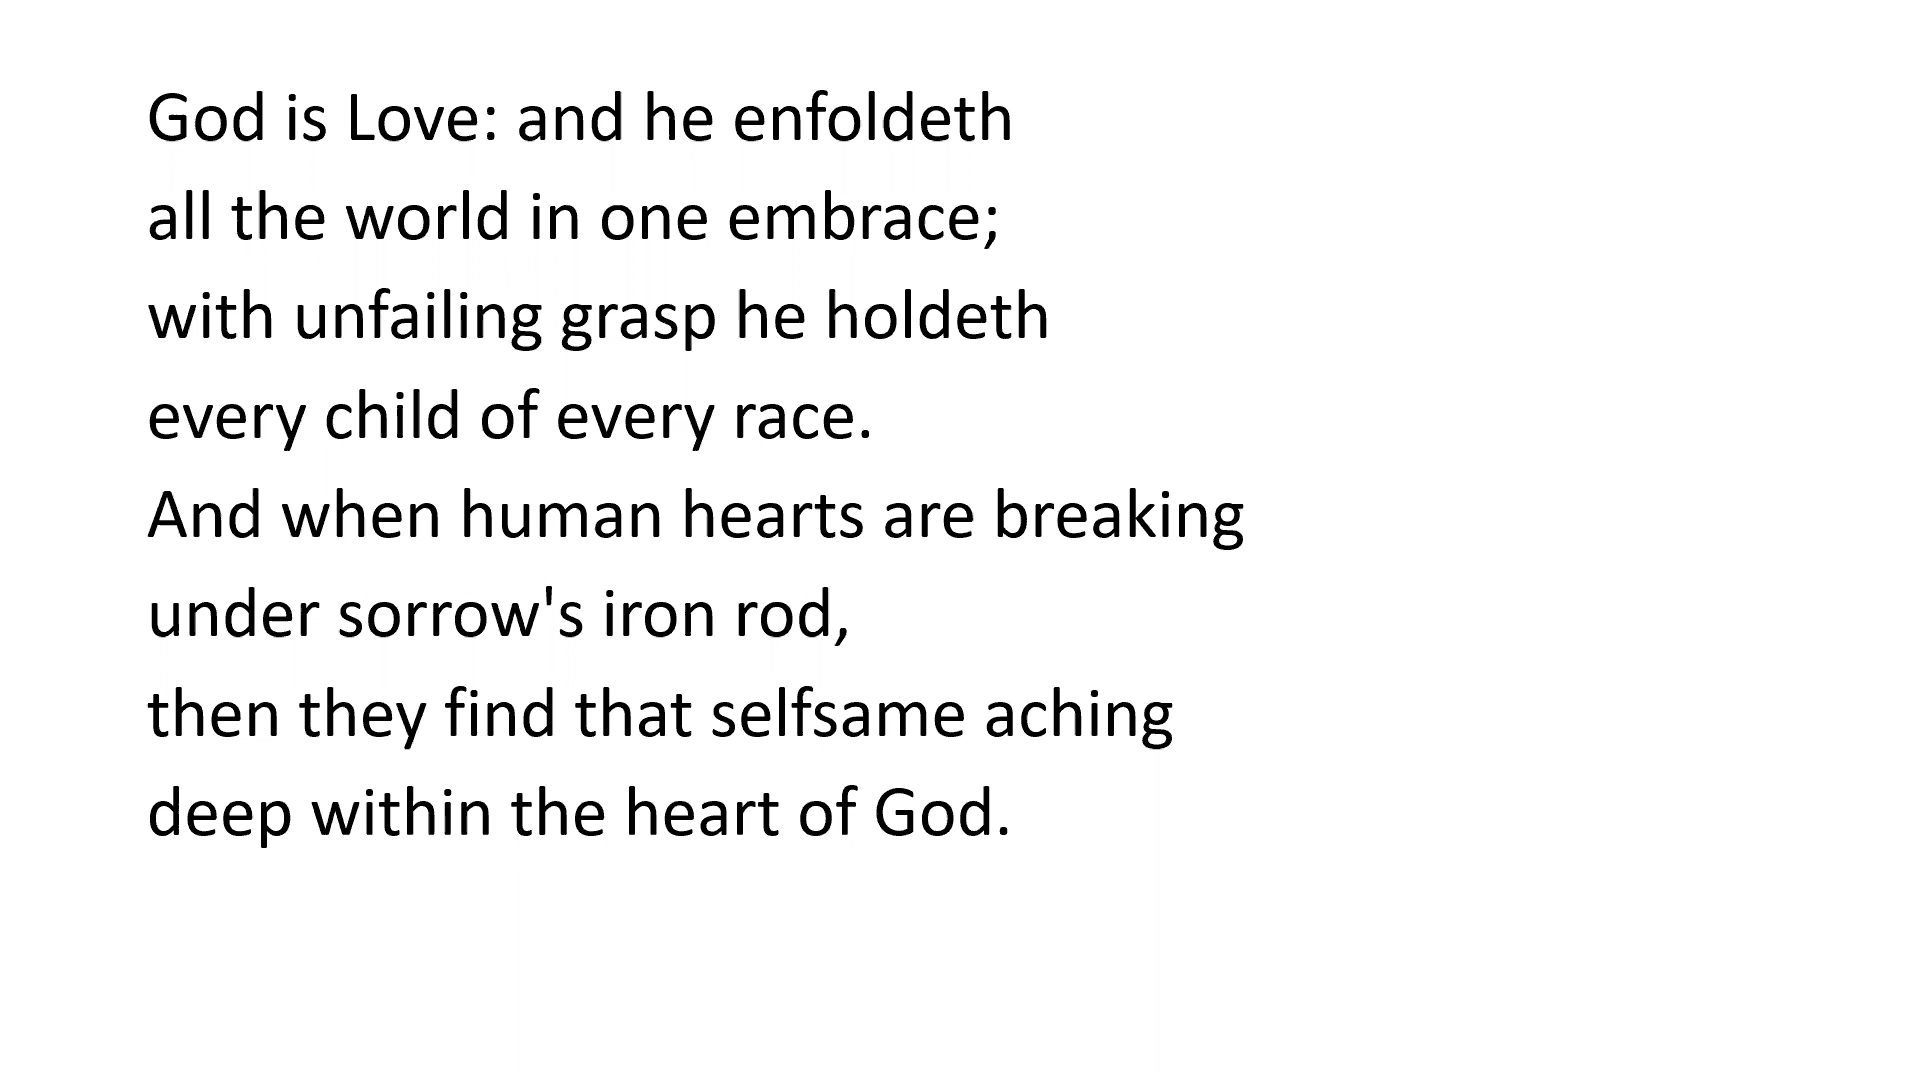 God is Love: and he enfoldeth
all the world in one embrace;
with unfailing grasp he holdeth
every child of every race.
And when human hearts are breaking
under sorrow's iron rod,
then they find that selfsame aching
deep within the heart of God.